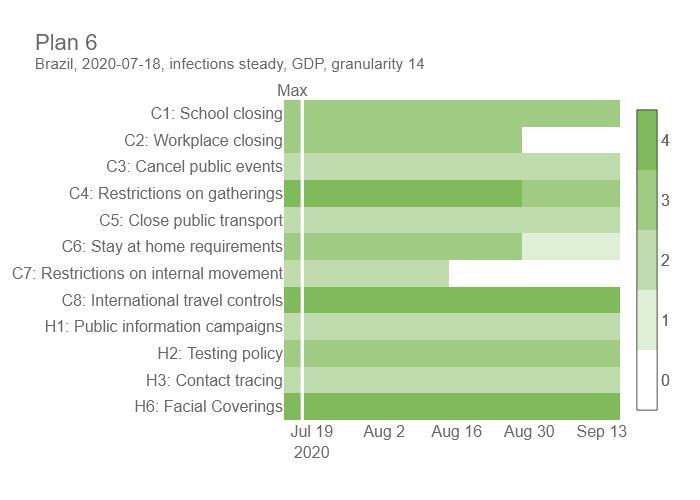 Plan 6
Brazil, 2020-07-18, infections steady, GDP, granularity 14
Max
C1: School closing
C2: Workplace closing
C3: Cancel public events
C4: Restrictions on gatherings
C5: Close public transport
C6: Stay at home requirements
C7: Restrictions on internal movement
C8: International travel controls
H1: Public information campaigns
H2: Testing policy
H3: Contact tracing
H6: Facial Coverings
Jul 19 Aug 2 Aug 16 Aug 30 Sep 13
2020
4
3
2
1
0